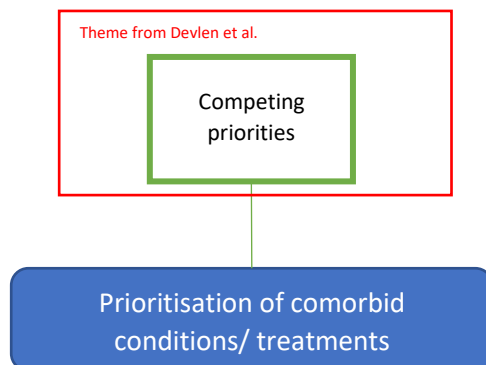 Theme from Devlen et al.
Competing
priorities
Prioritisation of comorbid
conditions/ treatments